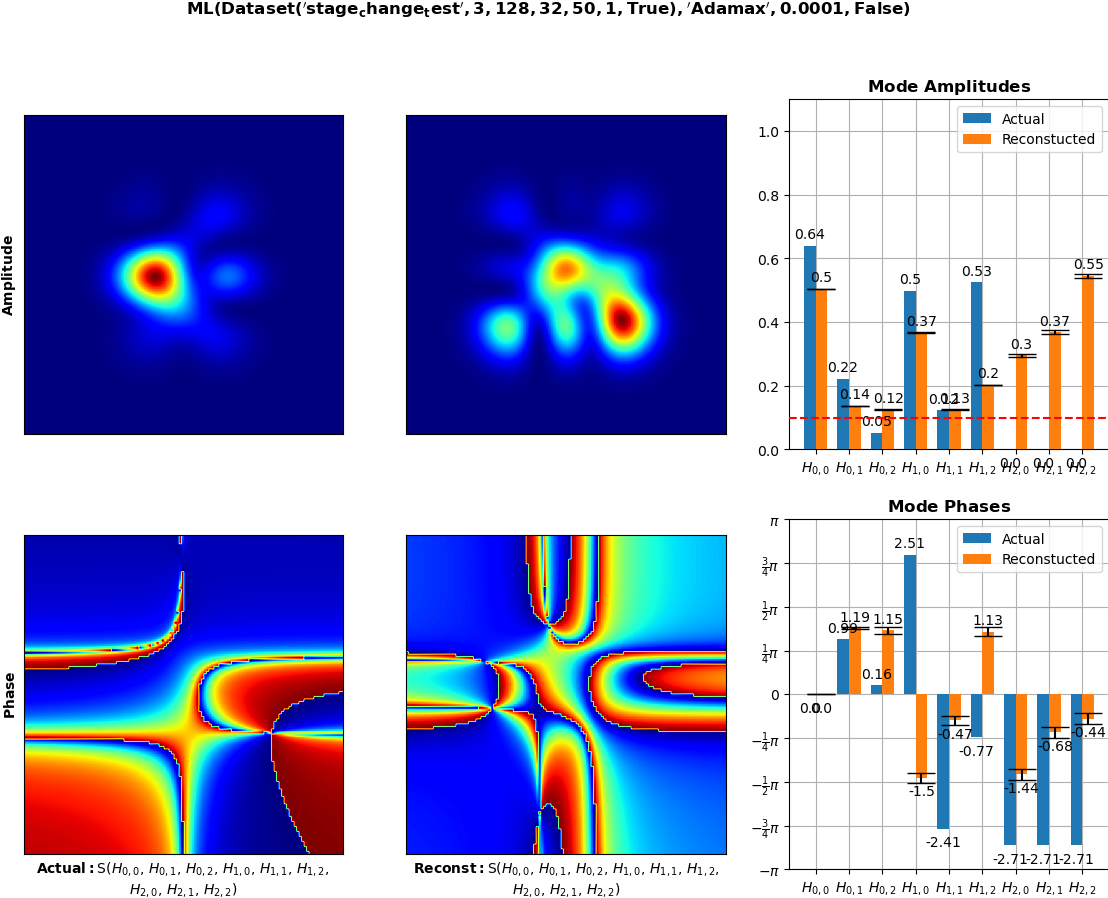 ML(Dataset('stage_change_test', 3, 128, 32, 50, 1, True), 'Adamax', 0.0001, False)
Amplitude
Mode Amplitudes
Actual
Reconstucted
1.0
0.8
0.6
0.4
0.2
0.0
0.64
0.5
0.22
0.14
0.05
0.12
0.5
0.37
0.12
0.13
0.53
0.2
0.0
0.3
0.0
0.37
0.0
0.55
H0,0 H0,1 H0,2 H1,0 H1,1 H1,2 H2,0 H2,1 H2,2
Phase
Actual: S(H0,0, H0,1, H0,2, H1,0, H1,1, H1,2,
H2,0, H2,1, H2,2)
Reconst: S(H0,0, H0,1, H0,2, H1,0, H1,1, H1,2,
H2,0, H2,1, H2,2)
Mode Phases
Actual
Reconstucted
π
3/4π
1/2π
1/4π
0
−1/4π
−1/2π
−3/4π
−π
0.0
0.0
0.99
1.19
0.16
1.15
2.51
-1.5
-2.41
-0.47
-0.77
1.13
-2.71
-1.44
-2.71
-0.68
-2.71
-0.44
H0,0 H0,1 H0,2 H1,0 H1,1 H1,2 H2,0 H2,1 H2,2